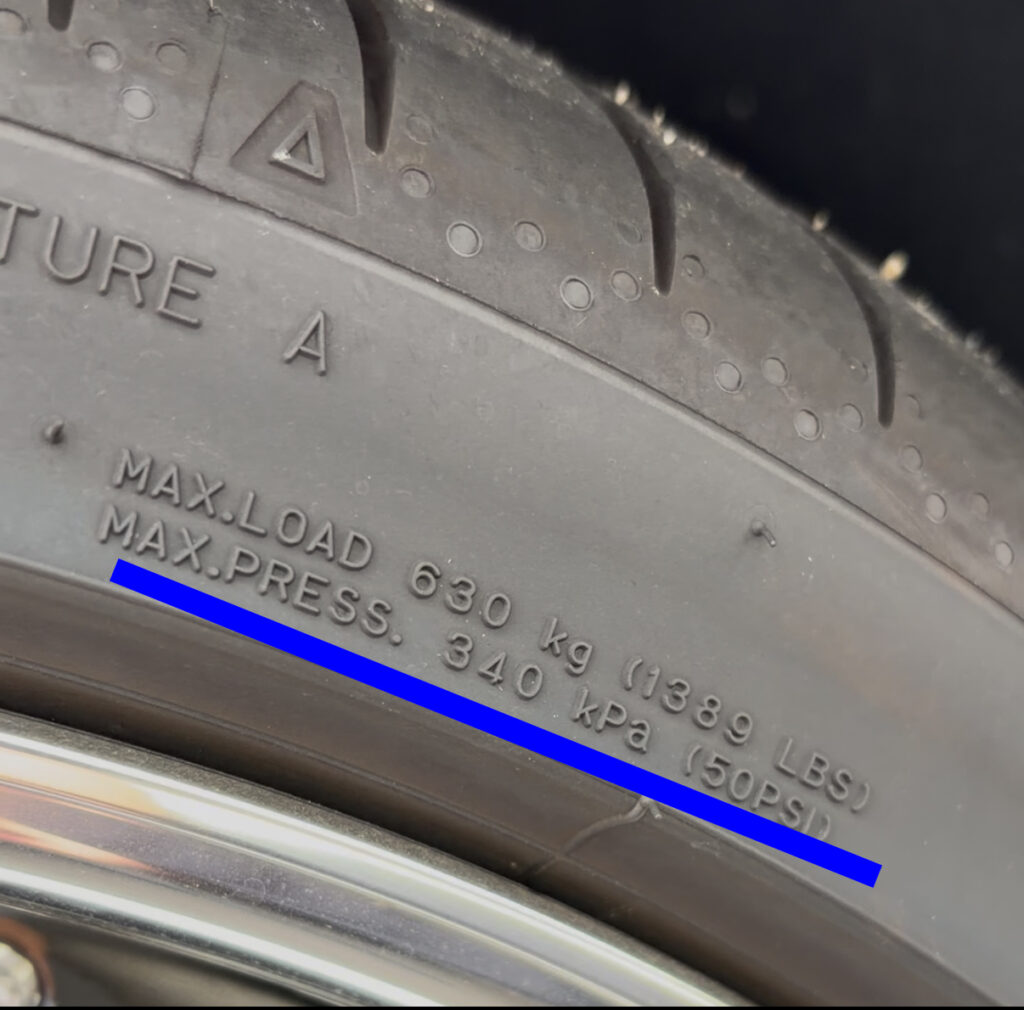 TURE A
MAX.LOAD 630 kg (1389 LBS)
MAX.PRESS. 340 kPa (50PSI)